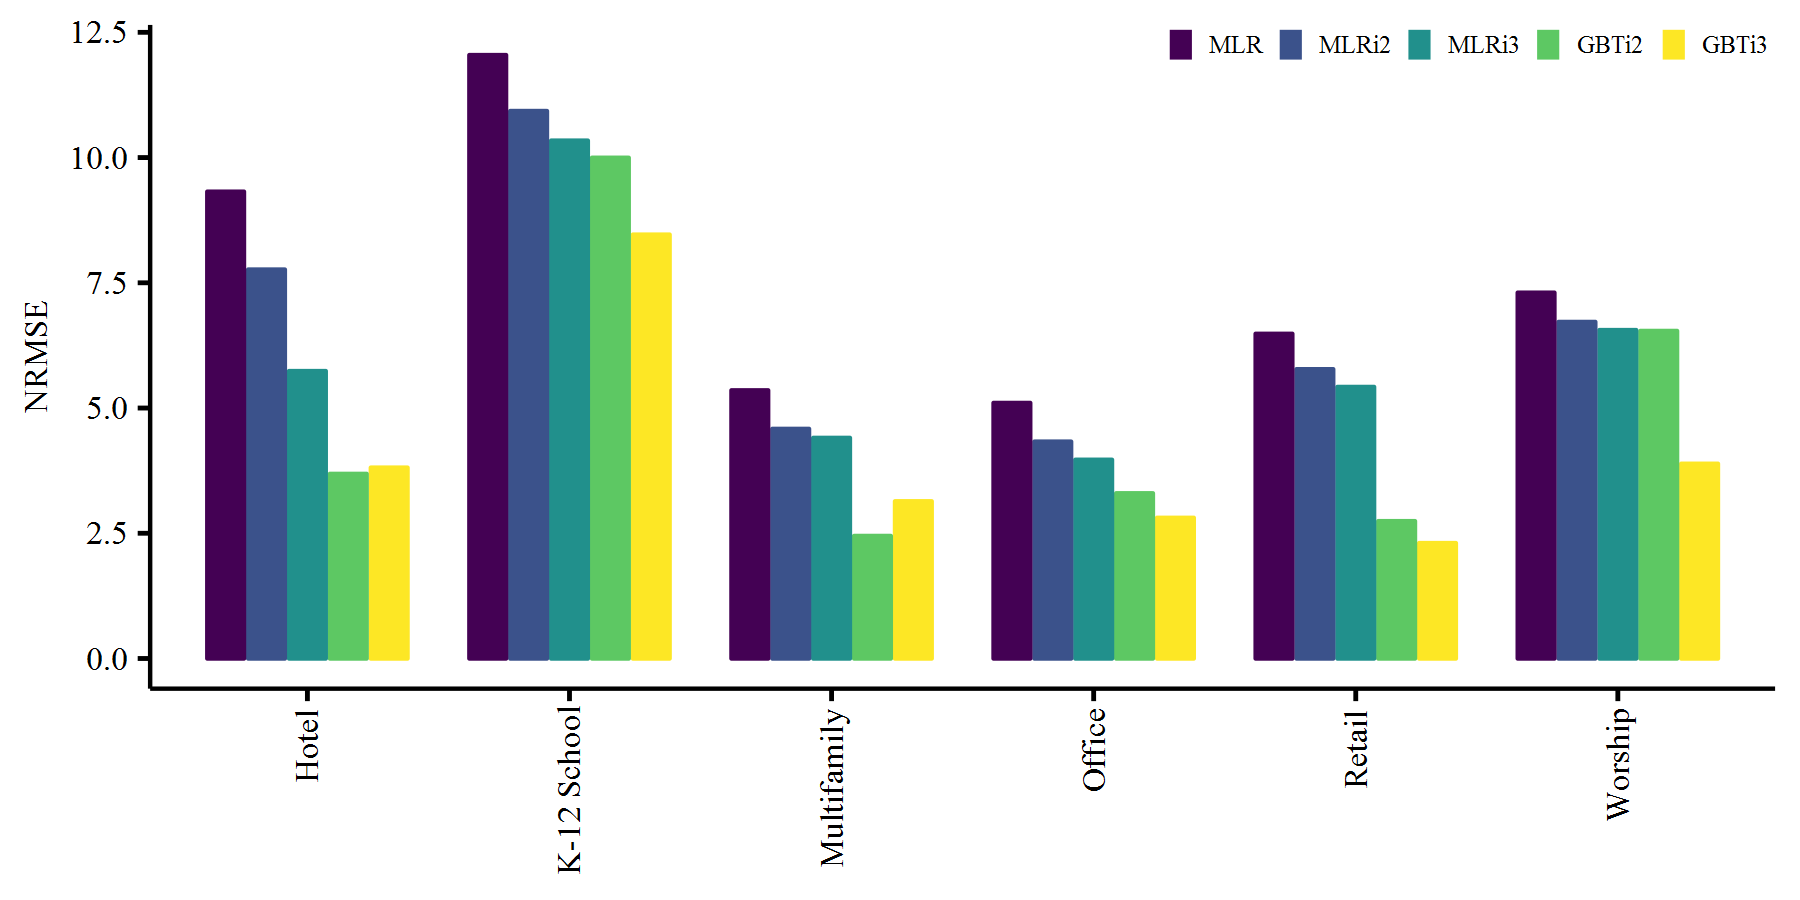 MLR MLRi2 MLRi3 GBTi2 GBTi3
12.5
10.0
7.5
5.0
2.5
0.0
NRMSE
Hotel
K-12 School
Multifamily
Office
Retail
Worship